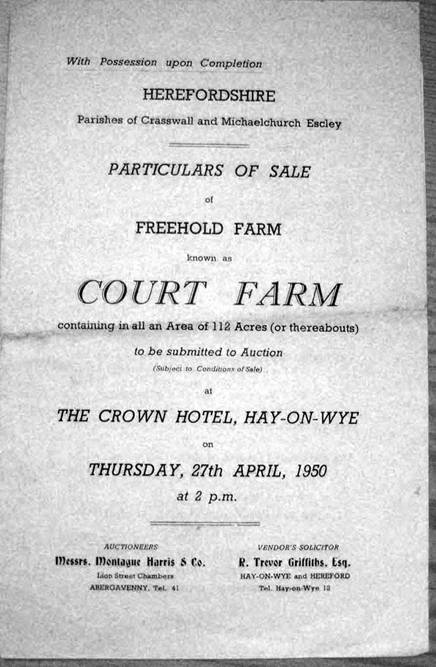 With Possession upon Completion
HEREFORDSHIRE
Parishes of Crasswall and Michaelchurch Escley
PARTICULARS OF SALE
of
FREEHOLD FARM
known as
COURT FARM
containing in all an Area of 112 Acres (or thereabouts)
to be submitted to Auction
(Subject to Conditions of Sale)
at
THE CROWN HOTEL, HAY-ON-WYE
on
THURSDAY, 27th APRIL, 1950
at 2 p.m.
AUCTIONEERS
Messrs. Montague Harris & Co.
Lion Street Chambers
ABERGAVENNY, Tel. 41
VENDOR'S SOLICITOR
R. Trevor Griffiths, Esq.
HAY-ON-WYE and HEREFORD
Tel. Hay-on-Wye 12